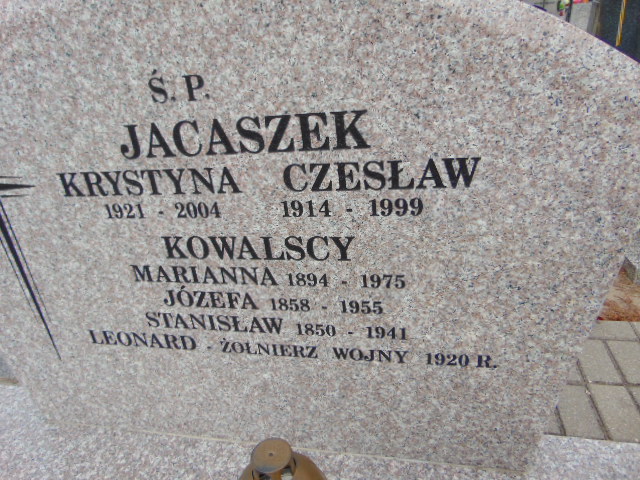 Ś. P.
JACASZEK
KRYSTYNA CZESŁAW
1921 - 2004 1914 - 1999
KOWALSCY
MARIANNA 1894 - 1975
JÓZEFA 1858 - 1955
STANISŁAW 1850 - 1941
LEONARD - ŻOŁNIERZ WOJNY 1920 R.